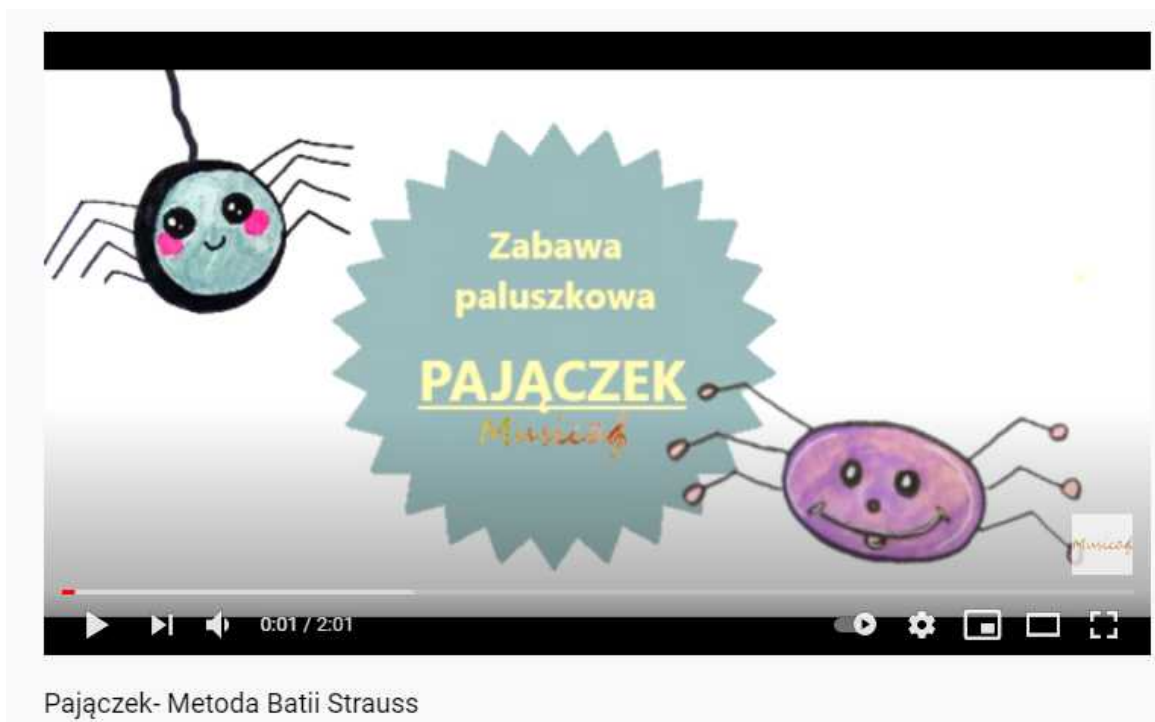 Zabawa
paluszkowa
PAJĄCZEK
0:01 / 2:01
Pajączek- Metoda Batii Strauss